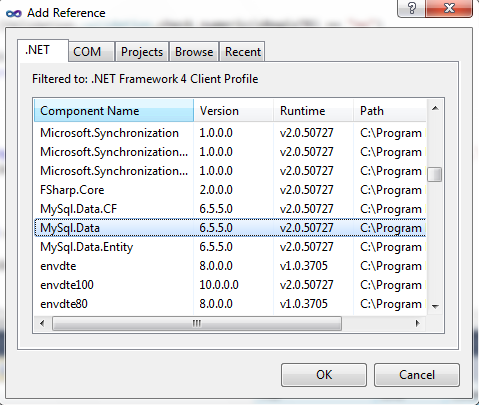 Add Reference
.NET COM Projects Browse Recent
Filtered to: .NET Framework 4 Client Profile
Component Name Version Runtime Path
Microsoft.Synchronization 1.0.0.0 v2.0.50727 C:\Program
Microsoft.Synchronization... 1.0.0.0 v2.0.50727 C:\Program
Microsoft.Synchronization... 1.0.0.0 v2.0.50727 C:\Program
FSharp.Core 2.0.0.0 v2.0.50727 C:\Program
MySql.Data.CF 6.5.5.0 v2.0.50727 C:\Program
MySql.Data 6.5.5.0 v2.0.50727 C:\Program
MySql.Data.Entity 6.5.5.0 v2.0.50727 C:\Program
envdte 8.0.0.0 v1.0.3705 C:\Program
envdte100 10.0.0.0 v2.0.50727 C:\Program
envdte80 8.0.0.0 v1.0.3705 C:\Program
OK Cancel